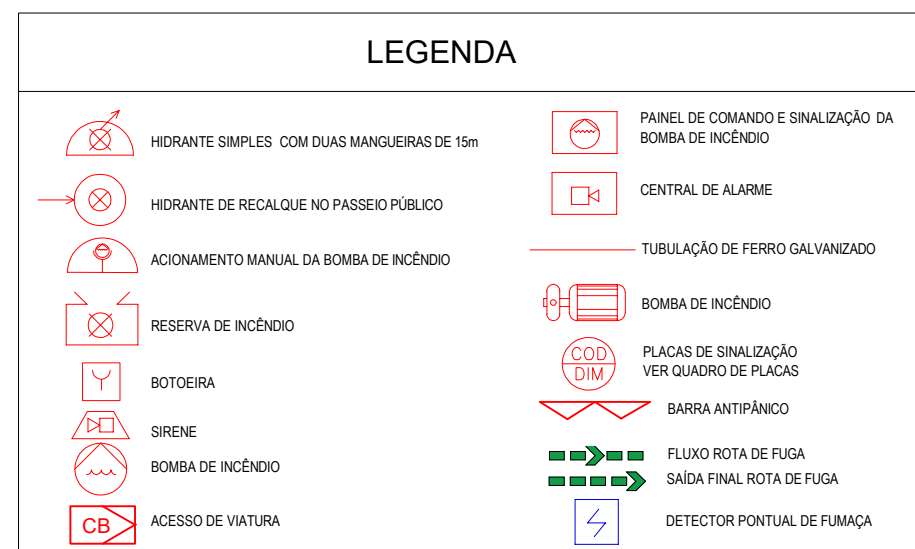 LEGENDA
HIDRANTE SIMPLES COM DUAS MANGUEIRAS DE 15m
HIDRANTE DE RECALQUE NO PASSEIO PÚBLICO
ACIONAMENTO MANUAL DA BOMBA DE INCÊNDIO
RESERVA DE INCÊNDIO
BOTOEIRA
SIRENE
BOMBA DE INCÊNDIO
CB
ACESSO DE VIATURA
PAINEL DE COMANDO E SINALIZAÇÃO DA
BOMBA DE INCÊNDIO
CENTRAL DE ALARME
TUBULAÇÃO DE FERRO GALVANIZADO
BOMBA DE INCÊNDIO
COD
DIM
PLACAS DE SINALIZAÇÃO
VER QUADRO DE PLACAS
BARRA ANTIPÂNICO
FLUXO ROTA DE FUGA
SAÍDA FINAL ROTA DE FUGA
DETECTOR PONTUAL DE FUMAÇA